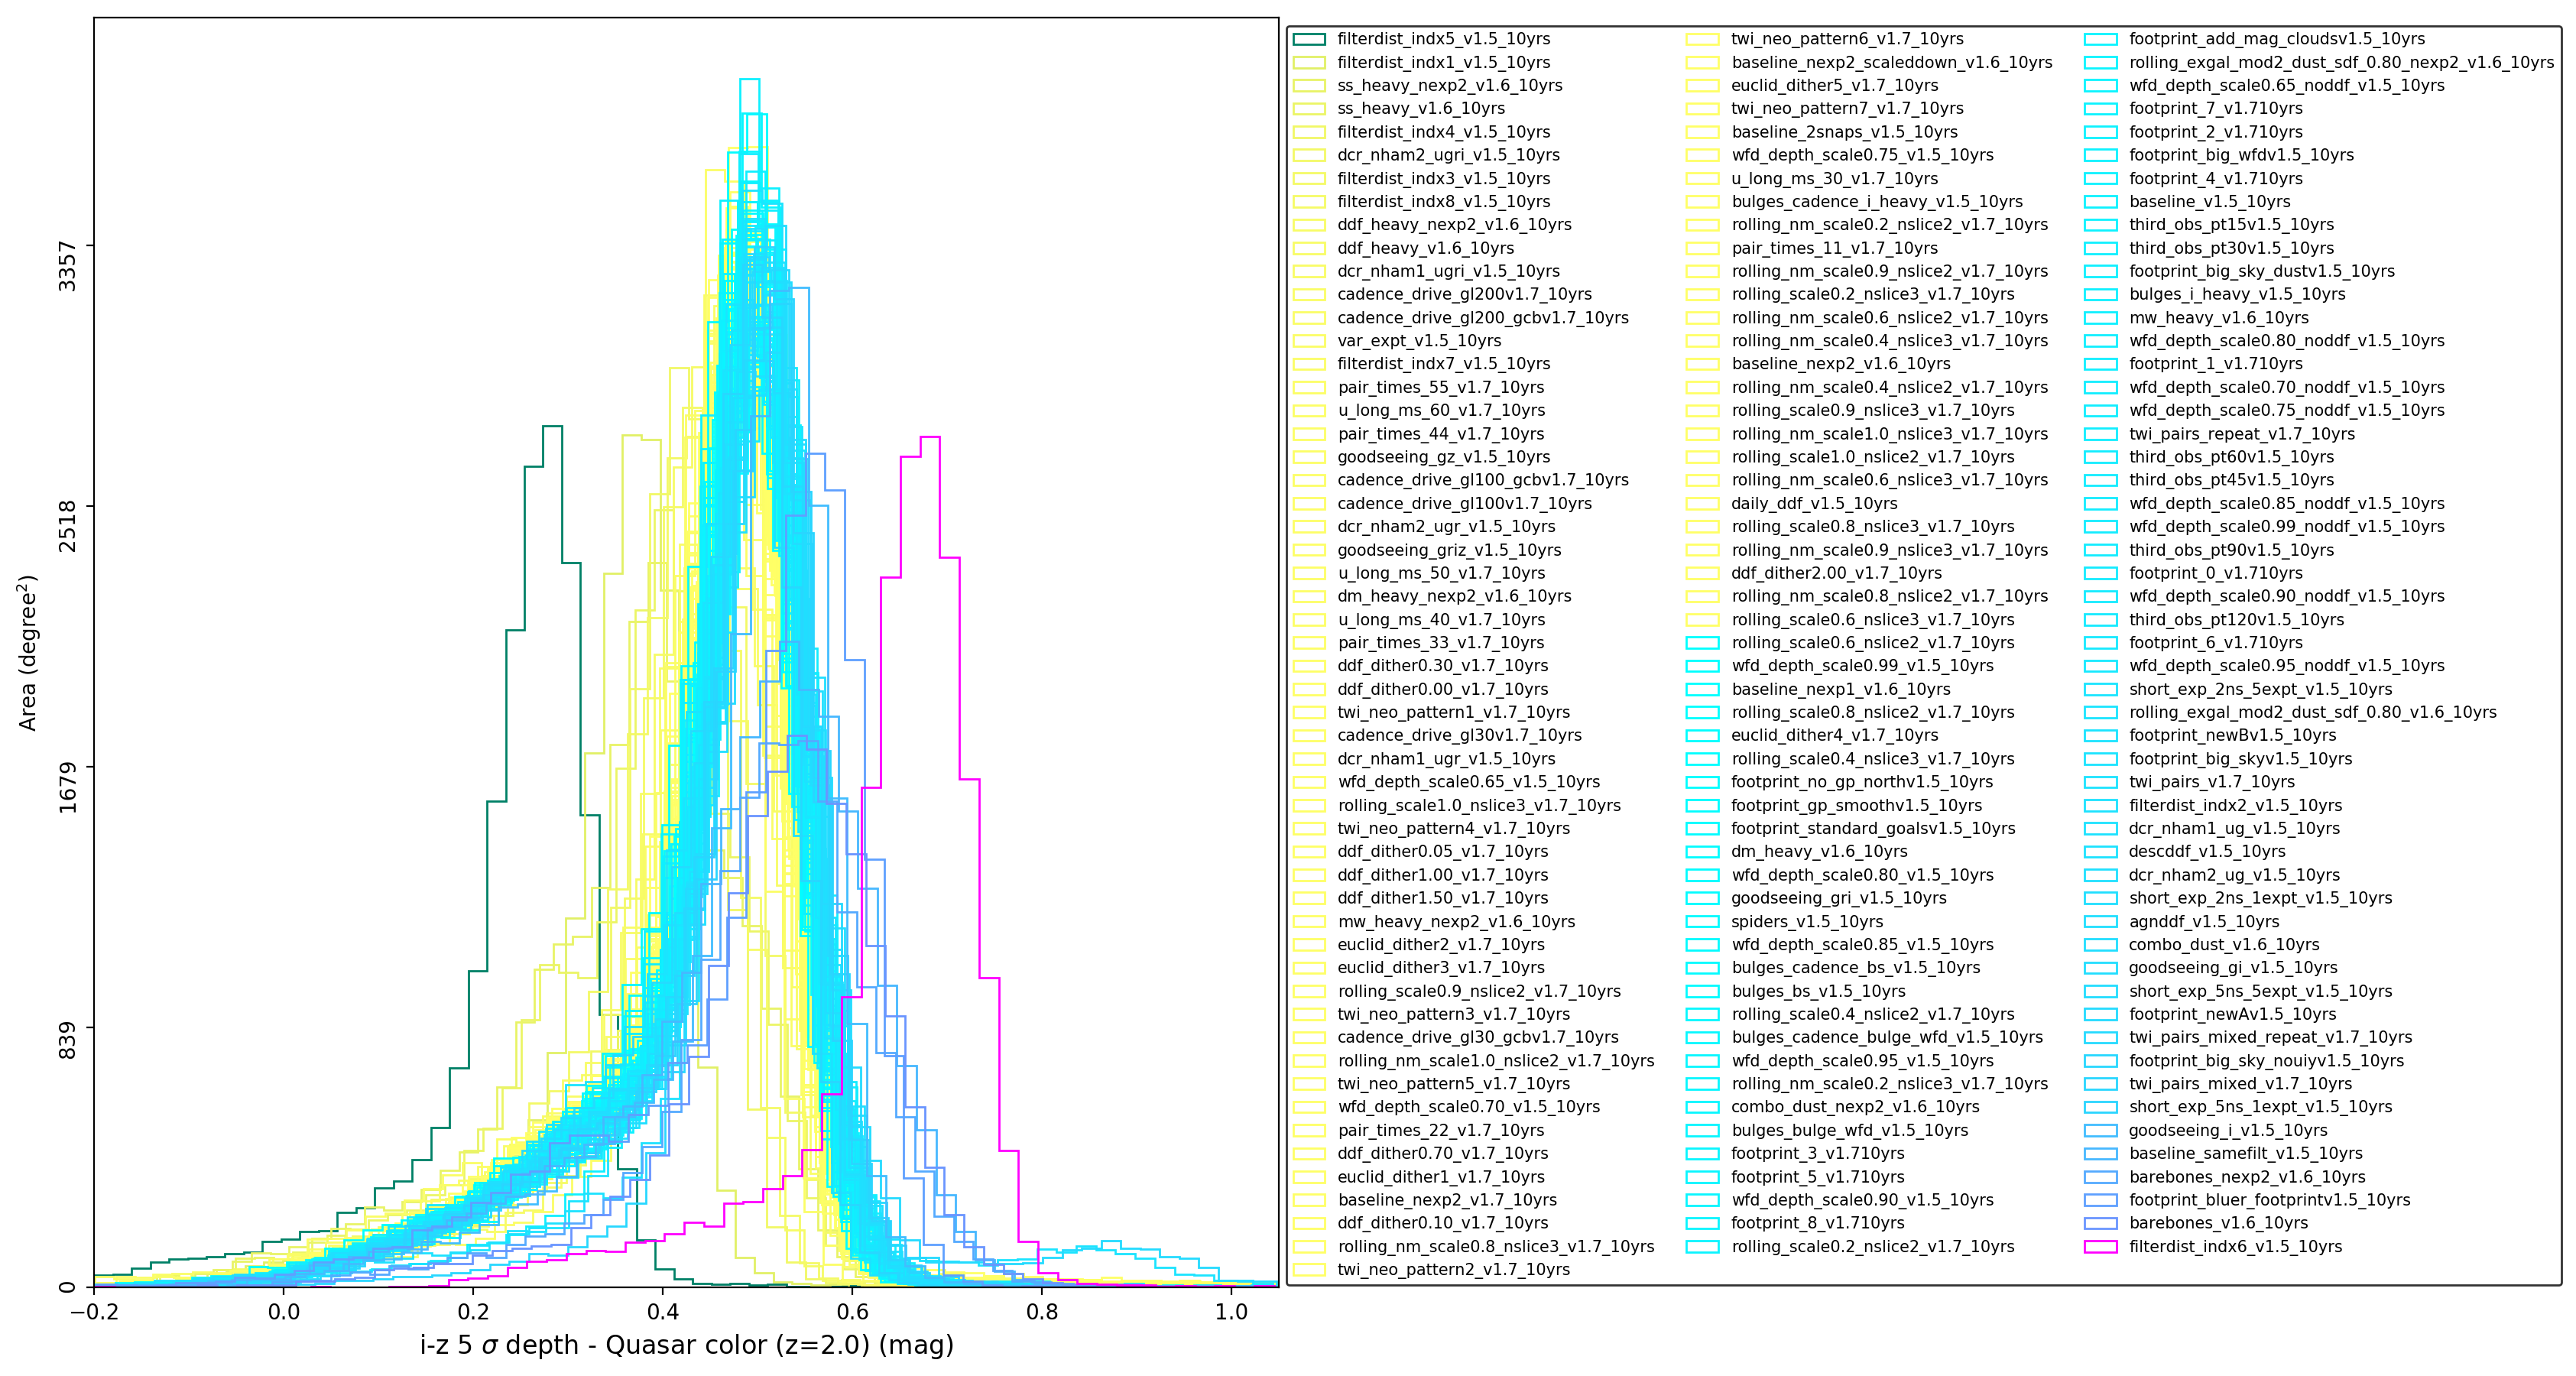 3357
2518
1679
839
0
Area (degree²)
−0.2
0.0
0.2
0.4
0.6
0.8
1.0
i-z 5 σ depth - Quasar color (z=2.0) (mag)
filterdist_indx5_v1.5_10yrs
filterdist_indx1_v1.5_10yrs
ss_heavy_nexp2_v1.6_10yrs
ss_heavy_v1.6_10yrs
filterdist_indx4_v1.5_10yrs
dcr_nham2_ugri_v1.5_10yrs
filterdist_indx3_v1.5_10yrs
filterdist_indx8_v1.5_10yrs
ddf_heavy_nexp2_v1.6_10yrs
ddf_heavy_v1.6_10yrs
dcr_nham1_ugri_v1.5_10yrs
cadence_drive_gl200v1.7_10yrs
cadence_drive_gl200_gcbv1.7_10yrs
var_expt_v1.5_10yrs
filterdist_indx7_v1.5_10yrs
pair_times_55_v1.7_10yrs
u_long_ms_60_v1.7_10yrs
pair_times_44_v1.7_10yrs
goodseeing_gz_v1.5_10yrs
cadence_drive_gl100_gcbv1.7_10yrs
cadence_drive_gl100v1.7_10yrs
dcr_nham2_ugr_v1.5_10yrs
goodseeing_griz_v1.5_10yrs
u_long_ms_50_v1.7_10yrs
dm_heavy_nexp2_v1.6_10yrs
u_long_ms_40_v1.7_10yrs
pair_times_33_v1.7_10yrs
ddf_dither0.30_v1.7_10yrs
ddf_dither0.00_v1.7_10yrs
twi_neo_pattern1_v1.7_10yrs
cadence_drive_gl30v1.7_10yrs
dcr_nham1_ugr_v1.5_10yrs
wfd_depth_scale0.65_v1.5_10yrs
rolling_scale1.0_nslice3_v1.7_10yrs
twi_neo_pattern4_v1.7_10yrs
ddf_dither0.05_v1.7_10yrs
ddf_dither1.00_v1.7_10yrs
ddf_dither1.50_v1.7_10yrs
mw_heavy_nexp2_v1.6_10yrs
euclid_dither2_v1.7_10yrs
euclid_dither3_v1.7_10yrs
rolling_scale0.9_nslice2_v1.7_10yrs
twi_neo_pattern3_v1.7_10yrs
cadence_drive_gl30_gcbv1.7_10yrs
rolling_nm_scale1.0_nslice2_v1.7_10yrs
twi_neo_pattern5_v1.7_10yrs
wfd_depth_scale0.70_v1.5_10yrs
pair_times_22_v1.7_10yrs
ddf_dither0.70_v1.7_10yrs
euclid_dither1_v1.7_10yrs
baseline_nexp2_v1.7_10yrs
ddf_dither0.10_v1.7_10yrs
rolling_nm_scale0.8_nslice3_v1.7_10yrs
twi_neo_pattern2_v1.7_10yrs
twi_neo_pattern6_v1.7_10yrs
baseline_nexp2_scaleddown_v1.6_10yrs
euclid_dither5_v1.7_10yrs
twi_neo_pattern7_v1.7_10yrs
baseline_2snaps_v1.5_10yrs
wfd_depth_scale0.75_v1.5_10yrs
u_long_ms_30_v1.7_10yrs
bulges_cadence_i_heavy_v1.5_10yrs
rolling_nm_scale0.2_nslice2_v1.7_10yrs
pair_times_11_v1.7_10yrs
rolling_nm_scale0.9_nslice2_v1.7_10yrs
rolling_scale0.2_nslice3_v1.7_10yrs
rolling_nm_scale0.6_nslice2_v1.7_10yrs
rolling_nm_scale0.4_nslice3_v1.7_10yrs
baseline_nexp2_v1.6_10yrs
rolling_nm_scale0.4_nslice2_v1.7_10yrs
rolling_scale0.9_nslice3_v1.7_10yrs
rolling_nm_scale1.0_nslice3_v1.7_10yrs
rolling_scale1.0_nslice2_v1.7_10yrs
rolling_nm_scale0.6_nslice3_v1.7_10yrs
daily_ddf_v1.5_10yrs
rolling_scale0.8_nslice3_v1.7_10yrs
rolling_nm_scale0.9_nslice3_v1.7_10yrs
ddf_dither2.00_v1.7_10yrs
rolling_nm_scale0.8_nslice2_v1.7_10yrs
rolling_scale0.6_nslice3_v1.7_10yrs
rolling_scale0.6_nslice2_v1.7_10yrs
wfd_depth_scale0.99_v1.5_10yrs
baseline_nexp1_v1.6_10yrs
rolling_scale0.8_nslice2_v1.7_10yrs
euclid_dither4_v1.7_10yrs
rolling_scale0.4_nslice3_v1.7_10yrs
footprint_no_gp_northv1.5_10yrs
footprint_gp_smoothv1.5_10yrs
footprint_standard_goalsv1.5_10yrs
dm_heavy_v1.6_10yrs
wfd_depth_scale0.80_v1.5_10yrs
goodseeing_gri_v1.5_10yrs
spiders_v1.5_10yrs
wfd_depth_scale0.85_v1.5_10yrs
bulges_cadence_bs_v1.5_10yrs
bulges_bs_v1.5_10yrs
rolling_scale0.4_nslice2_v1.7_10yrs
bulges_cadence_bulge_wfd_v1.5_10yrs
wfd_depth_scale0.95_v1.5_10yrs
rolling_nm_scale0.2_nslice3_v1.7_10yrs
combo_dust_nexp2_v1.6_10yrs
bulges_bulge_wfd_v1.5_10yrs
footprint_3_v1.710yrs
footprint_5_v1.710yrs
wfd_depth_scale0.90_v1.5_10yrs
footprint_8_v1.710yrs
rolling_scale0.2_nslice2_v1.7_10yrs
footprint_add_mag_cloudsv1.5_10yrs
rolling_exgal_mod2_dust_sdf_0.80_nexp2_v1.6_10yrs
wfd_depth_scale0.65_noddf_v1.5_10yrs
footprint_7_v1.710yrs
footprint_2_v1.710yrs
footprint_big_wfdv1.5_10yrs
footprint_4_v1.710yrs
baseline_v1.5_10yrs
third_obs_pt15v1.5_10yrs
third_obs_pt30v1.5_10yrs
footprint_big_sky_dustv1.5_10yrs
bulges_i_heavy_v1.5_10yrs
mw_heavy_v1.6_10yrs
wfd_depth_scale0.80_noddf_v1.5_10yrs
footprint_1_v1.710yrs
wfd_depth_scale0.70_noddf_v1.5_10yrs
wfd_depth_scale0.75_noddf_v1.5_10yrs
twi_pairs_repeat_v1.7_10yrs
third_obs_pt60v1.5_10yrs
third_obs_pt45v1.5_10yrs
wfd_depth_scale0.85_noddf_v1.5_10yrs
wfd_depth_scale0.99_noddf_v1.5_10yrs
third_obs_pt90v1.5_10yrs
footprint_0_v1.710yrs
wfd_depth_scale0.90_noddf_v1.5_10yrs
third_obs_pt120v1.5_10yrs
footprint_6_v1.710yrs
wfd_depth_scale0.95_noddf_v1.5_10yrs
short_exp_2ns_5expt_v1.5_10yrs
rolling_exgal_mod2_dust_sdf_0.80_v1.6_10yrs
footprint_newBv1.5_10yrs
footprint_big_skyv1.5_10yrs
twi_pairs_v1.7_10yrs
filterdist_indx2_v1.5_10yrs
dcr_nham1_ug_v1.5_10yrs
descddf_v1.5_10yrs
dcr_nham2_ug_v1.5_10yrs
short_exp_2ns_1expt_v1.5_10yrs
agnddf_v1.5_10yrs
combo_dust_v1.6_10yrs
goodseeing_gi_v1.5_10yrs
short_exp_5ns_5expt_v1.5_10yrs
footprint_newAv1.5_10yrs
twi_pairs_mixed_repeat_v1.7_10yrs
footprint_big_sky_nouiyv1.5_10yrs
twi_pairs_mixed_v1.7_10yrs
short_exp_5ns_1expt_v1.5_10yrs
goodseeing_i_v1.5_10yrs
baseline_samefilt_v1.5_10yrs
barebones_nexp2_v1.6_10yrs
footprint_bluer_footprintv1.5_10yrs
barebones_v1.6_10yrs
filterdist_indx6_v1.5_10yrs